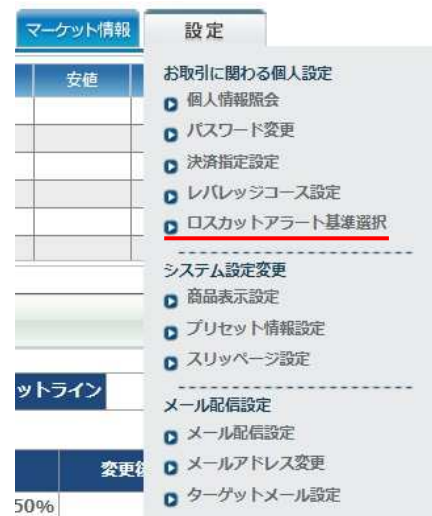 マーケット情報
設定
安値
お取引に関わる個人設定
個人情報照会
パスワード変更
決済指定設定
レバレッジコース設定
ロスカットアラート基準選択
システム設定変更
商品表示設定
プリセット情報設定
スリッページ設定
ットライン
メール配信設定
メール配信設定
変更後
メールアドレス変更
50%
ターゲットメール設定